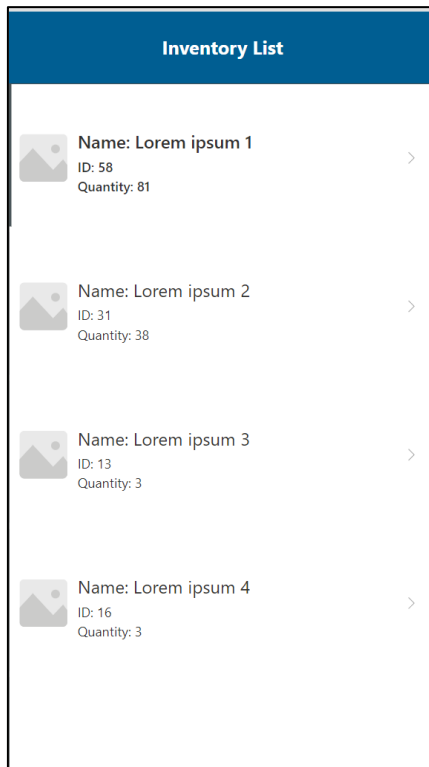 Inventory List
Name: Lorem ipsum 1
ID: 58
Quantity: 81
Name: Lorem ipsum 2
ID: 31
Quantity: 38
Name: Lorem ipsum 3
ID: 13
Quantity: 3
Name: Lorem ipsum 4
ID: 16
Quantity: 3